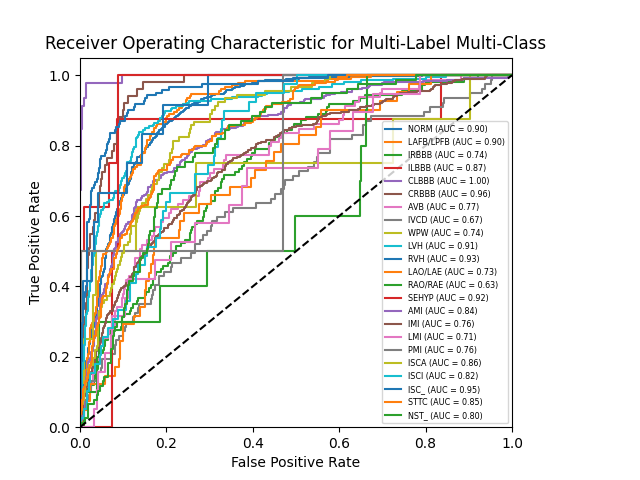 Receiver Operating Characteristic for Multi-Label Multi-Class
True Positive Rate
1.0
0.8
0.6
0.4
0.2
0.0
NORM (AUC = 0.90)
LAFB/LPFB (AUC = 0.90)
IRBBB (AUC = 0.74)
ILBBB (AUC = 0.87)
CLBBB (AUC = 1.00)
CRBBB (AUC = 0.96)
AVB (AUC = 0.77)
IVCD (AUC = 0.67)
WPW (AUC = 0.74)
LVH (AUC = 0.91)
RVH (AUC = 0.93)
LAO/LAE (AUC = 0.73)
RAO/RAE (AUC = 0.63)
SEHYP (AUC = 0.92)
AMI (AUC = 0.84)
IMI (AUC = 0.76)
LMI (AUC = 0.71)
PMI (AUC = 0.76)
ISCA (AUC = 0.86)
ISCI (AUC = 0.82)
ISC_ (AUC = 0.95)
STTC (AUC = 0.85)
NST_ (AUC = 0.80)
0.0 0.2 0.4 0.6 0.8 1.0
False Positive Rate